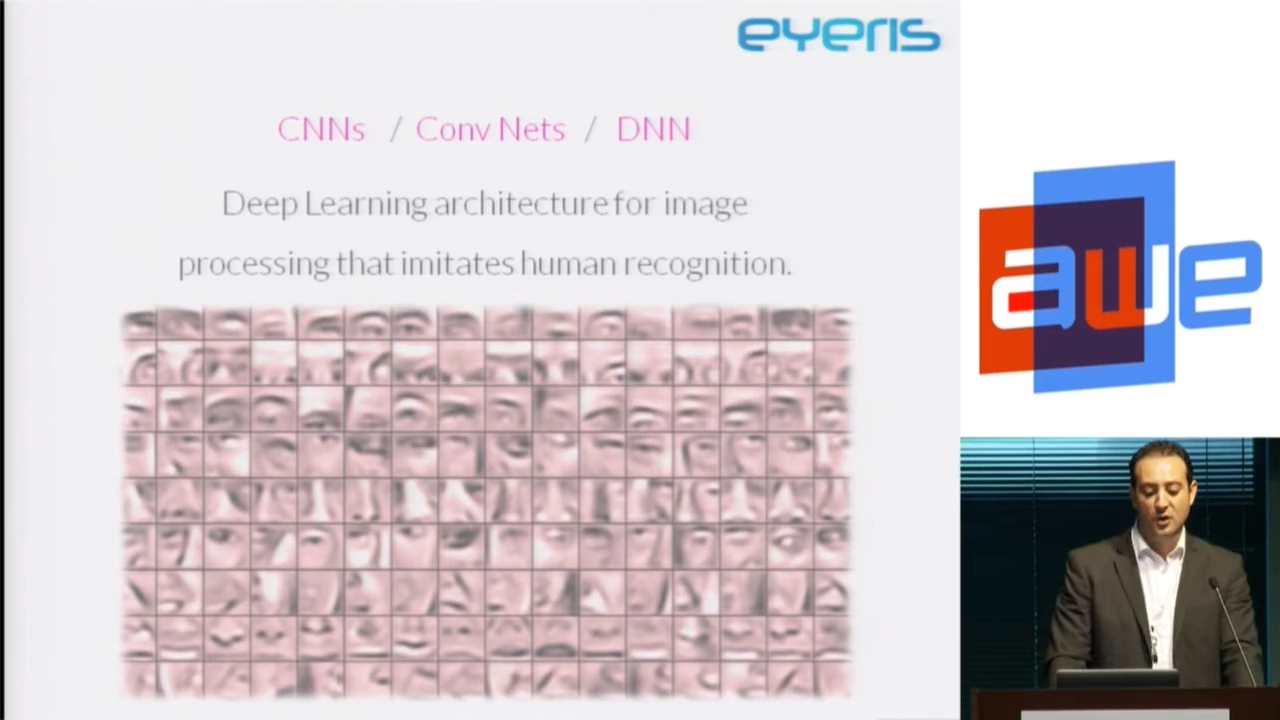 eyeris
CNNs / Conv Nets / DNN
Deep Learning architecture for image
processing that imitates human recognition.
awe